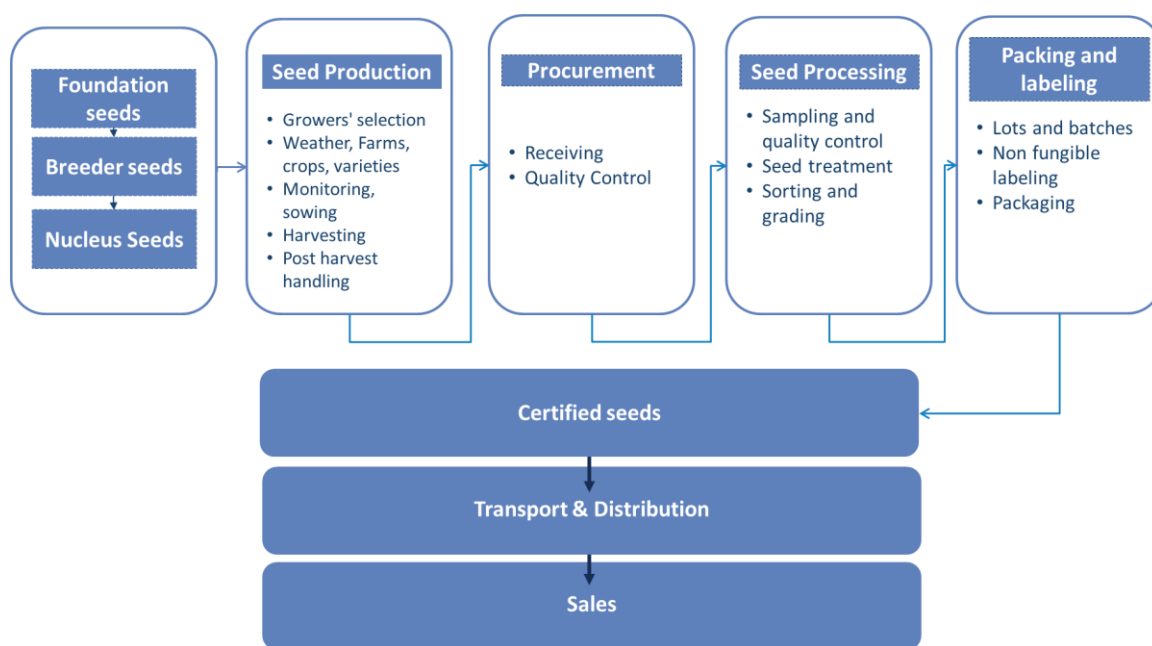 Foundation
seeds
Breeder seeds
Nucleus Seeds
Seed Production
• Growers' selection
• Weather, Farms,
crops, varieties
• Monitoring,
sowing
• Harvesting
• Post harvest
handling
Procurement
• Receiving
• Quality Control
Seed Processing
• Sampling and
quality control
• Seed treatment
• Sorting and
grading
Packing and
labeling
• Lots and batches
• Non fungible
labeling
• Packaging
Certified seeds
Transport & Distribution
Sales